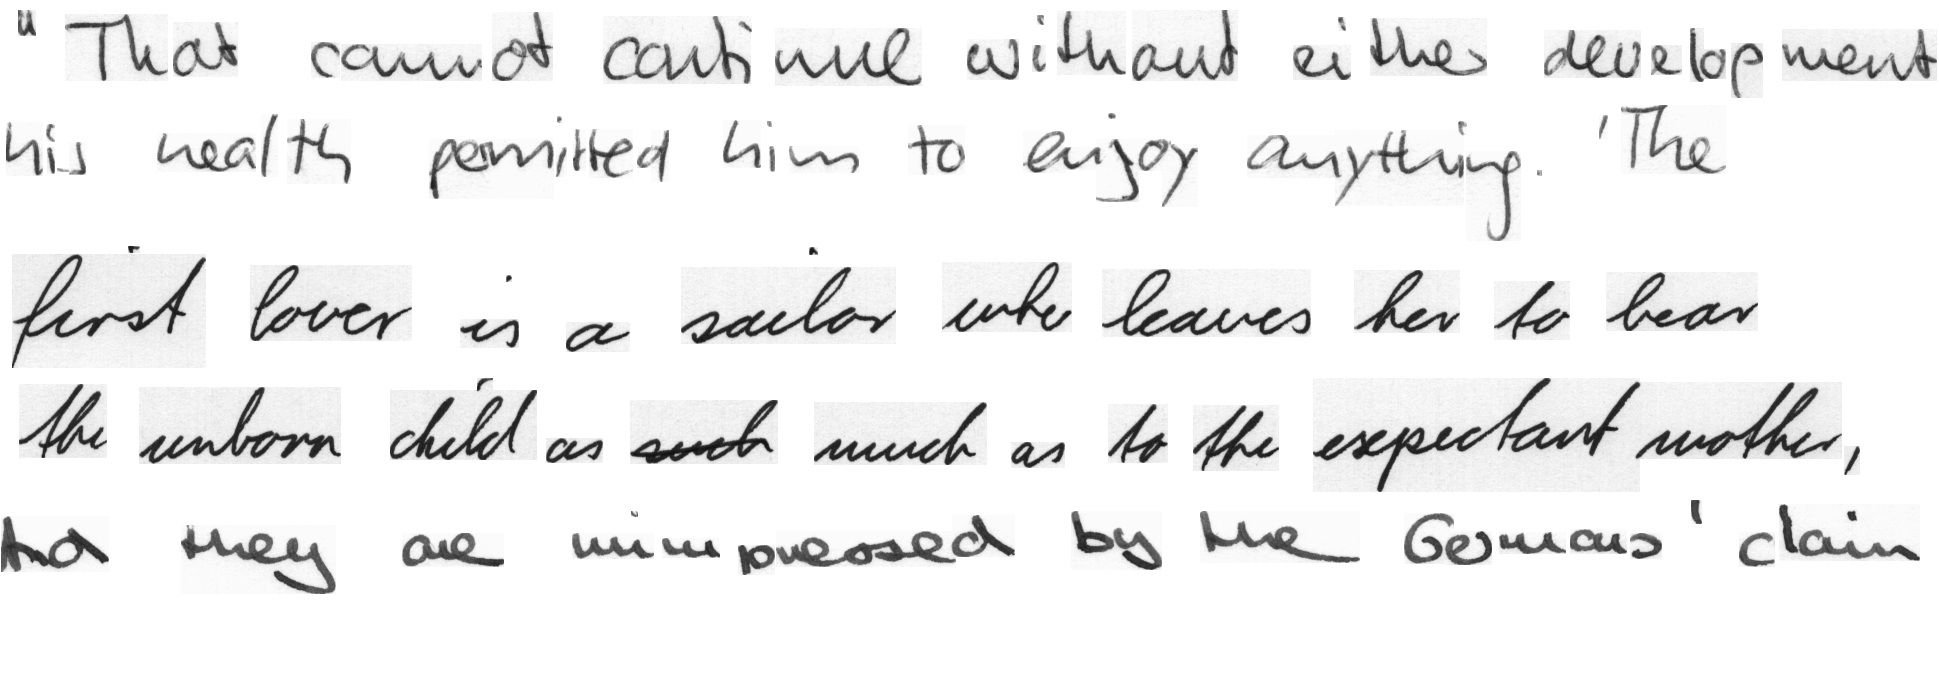 "That cannot continue without either development
his health permitted him to enjoy anything. 'The
first lover is a sailor who leaves her to bear
the unborn child as such much as to the expectant mother,
And they are unimpressed by the Germans' claim